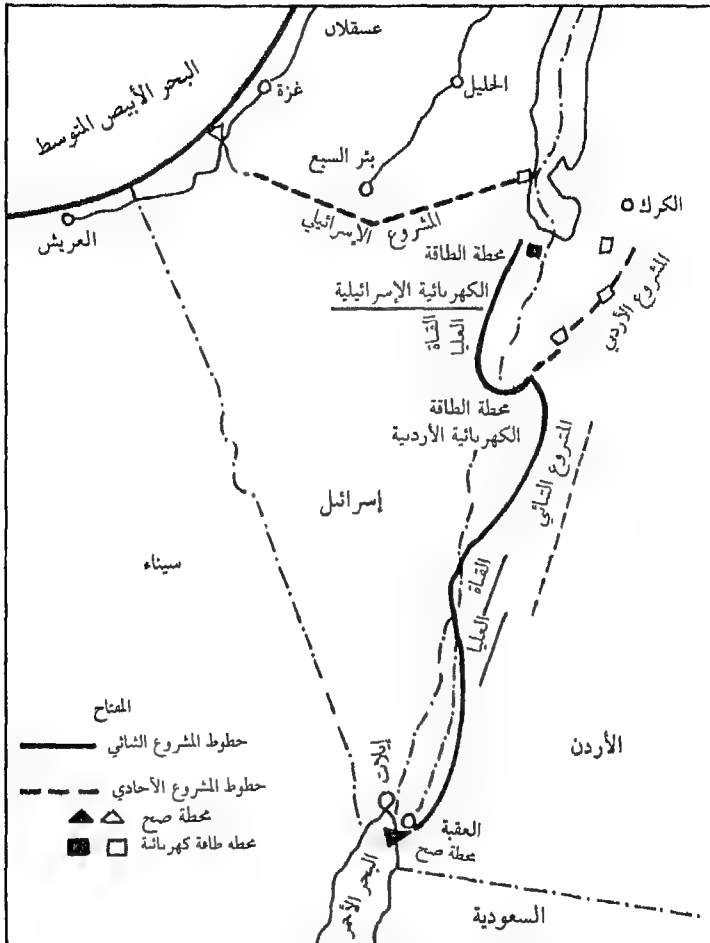 عسقلان
البحر الأبيض المتوسط
غزة
الخليل
بئر السبع
الكرك
العريش
المشروع الإسرائيلي
محطة الطاقة
الكهربائية الإسرائيلية
القناة
العليا
المشروع الأردني
محطة الطاقة
الكهربائية الأردنية
المشروع الثنائي
إسرائيل
سيناء
القناة
العليا
المفتاح
خطوط المشروع الثنائي
خطوط المشروع الآحادي
محطة ضخ
محطة طاقة كهربائية
الأردن
إيلات
العقبة
محطة ضخ
البحر الأحمر
السعودية